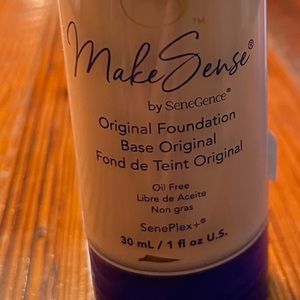 ™
MakeSense®
by SeneGence®
Original Foundation
Base Original
Fond de Teint Original
Oil Free
Libre de Aceite
Non gras
SenePlex+®
30 mL / 1 fl oz U.S.